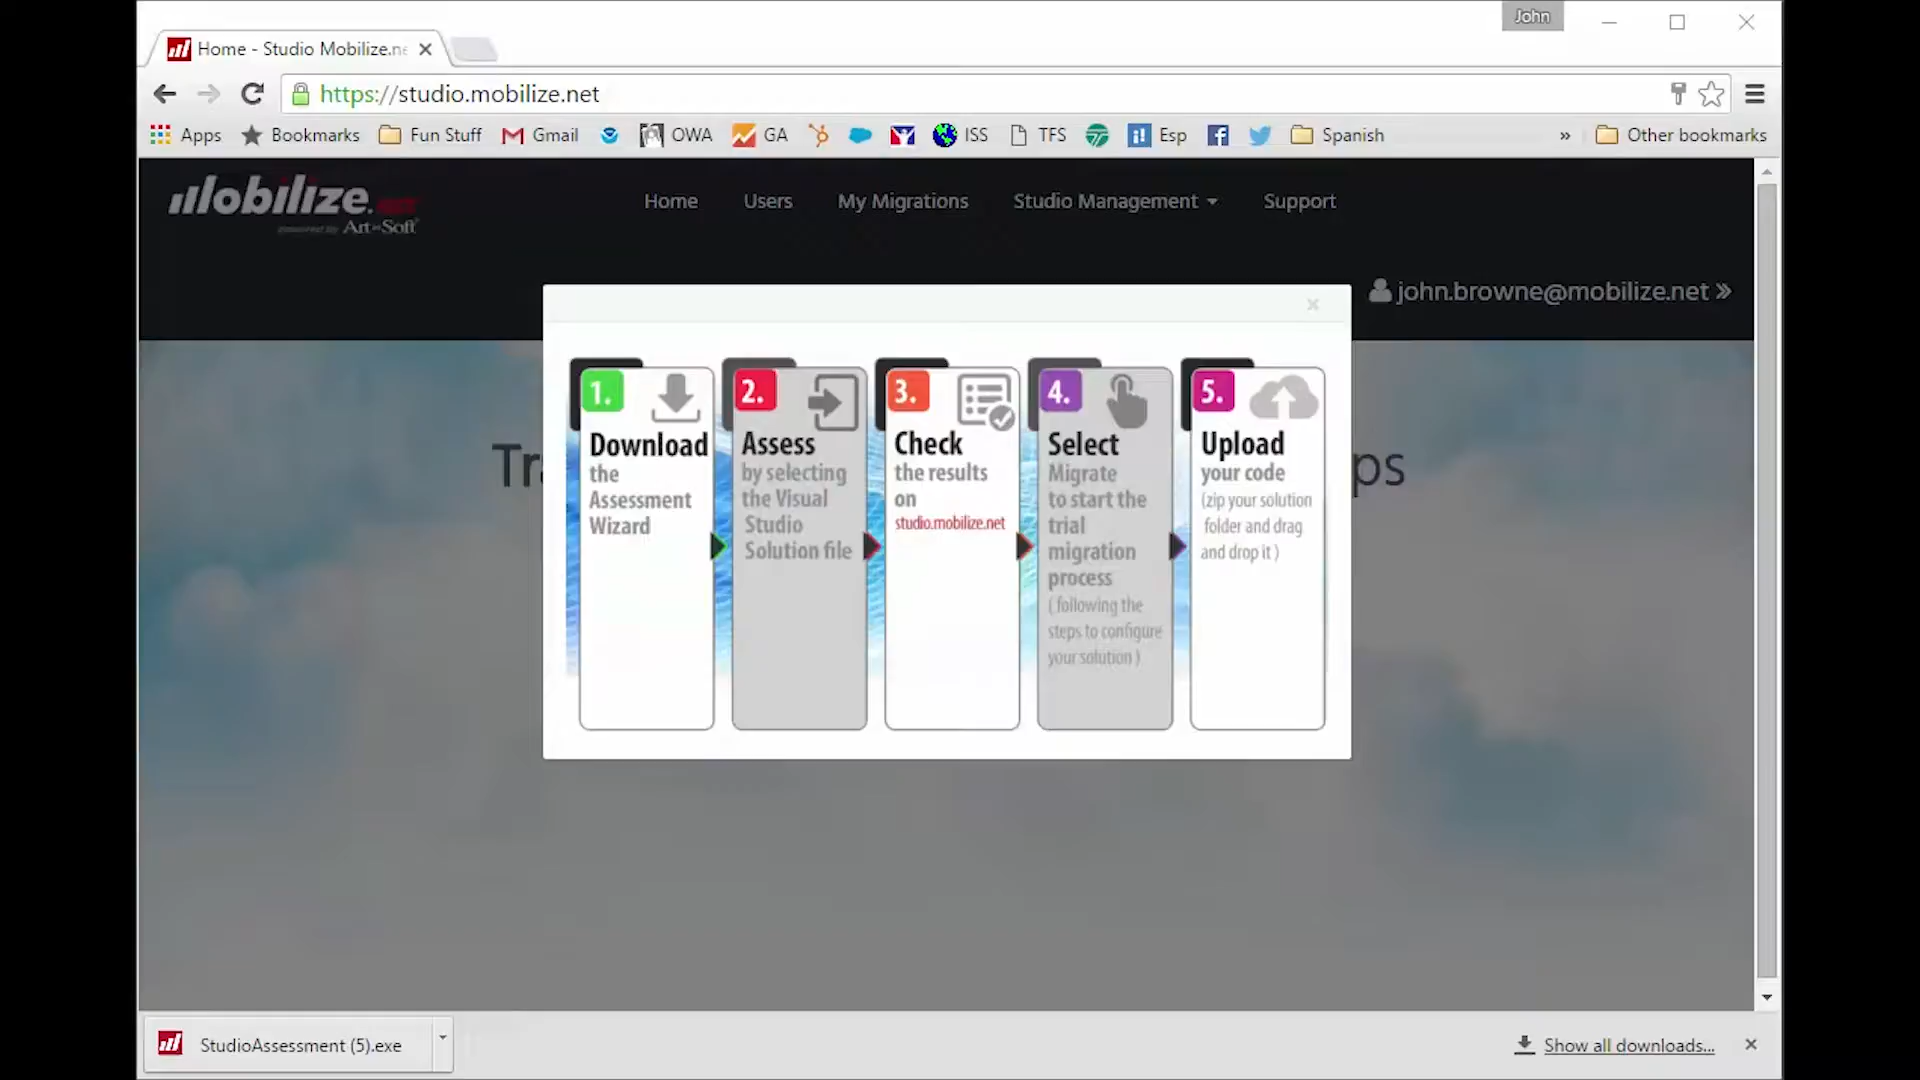 John
Home - Studio Mobilize.ne
https://studio.mobilize.net
Apps Bookmarks Fun Stuff Gmail OWA GA ISS TFS Esp Spanish » Other bookmarks
Mobilize.net
powered by Art in Soft
Home Users My Migrations Studio Management Support
john.browne@mobilize.net »
Tr
ps
1.
Download
the
Assessment
Wizard
2.
Assess
by selecting
the Visual
Studio
Solution file
3.
Check
the results
on
studio.mobilize.net
4.
Select
Migrate
to start the
trial
migration
process
( following the
steps to configure
your solution )
5.
Upload
your code
(zip your solution
folder and drag
and drop it )
StudioAssessment (5).exe
Show all downloads...